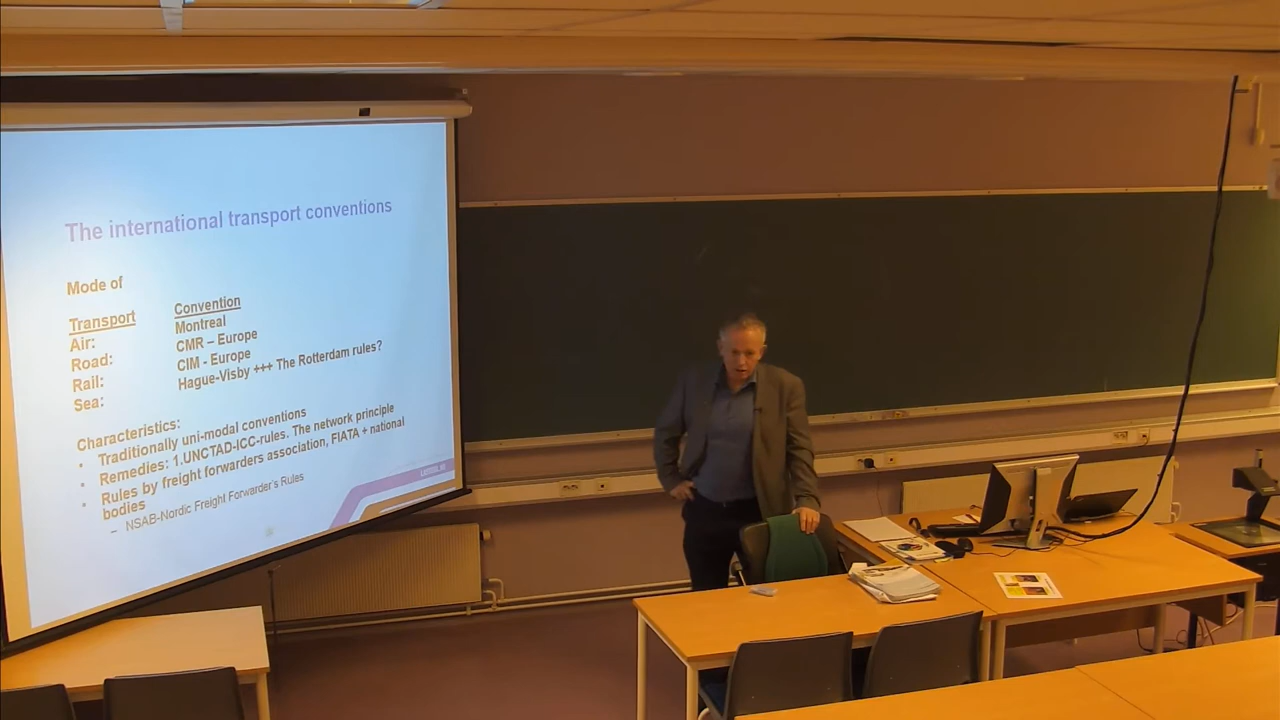 The international transport conventions
Mode of
Transport Convention
Air: Montreal
Road: CMR – Europe
Rail: CIM - Europe
Sea: Hague-Visby +++ The Rotterdam rules?
Characteristics:
• Traditionally uni-modal conventions
• Remedies: 1.UNCTAD-ICC-rules. The network principle
• Rules by freight forwarders association, FIATA + national
bodies
– NSAB-Nordic Freight Forwarder's Rules